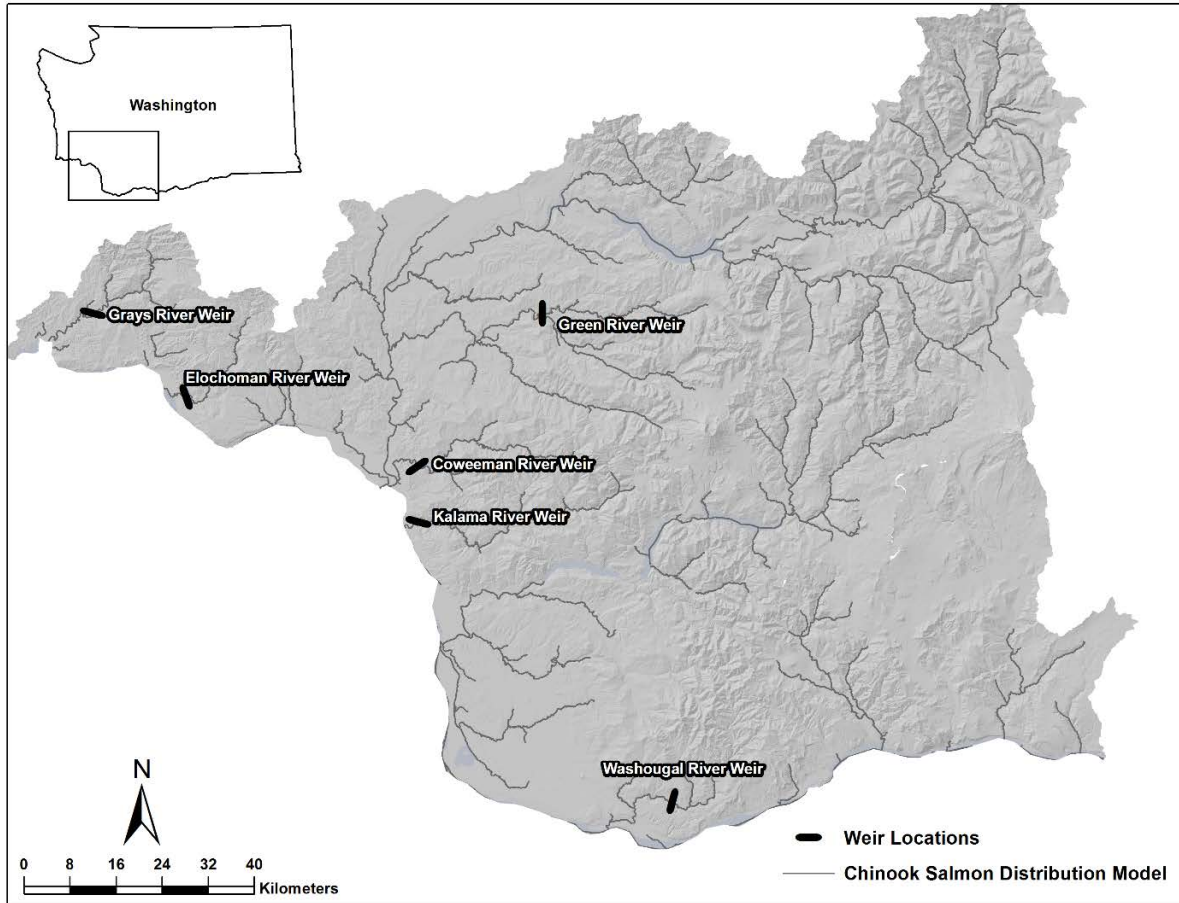 Washington
Grays River Weir
Green River Weir
Elochoman River Weir
Coweeman River Weir
Kalama River Weir
Washougal River Weir
N
0 8 16 24 32 40
Kilometers
Weir Locations
Chinook Salmon Distribution Model